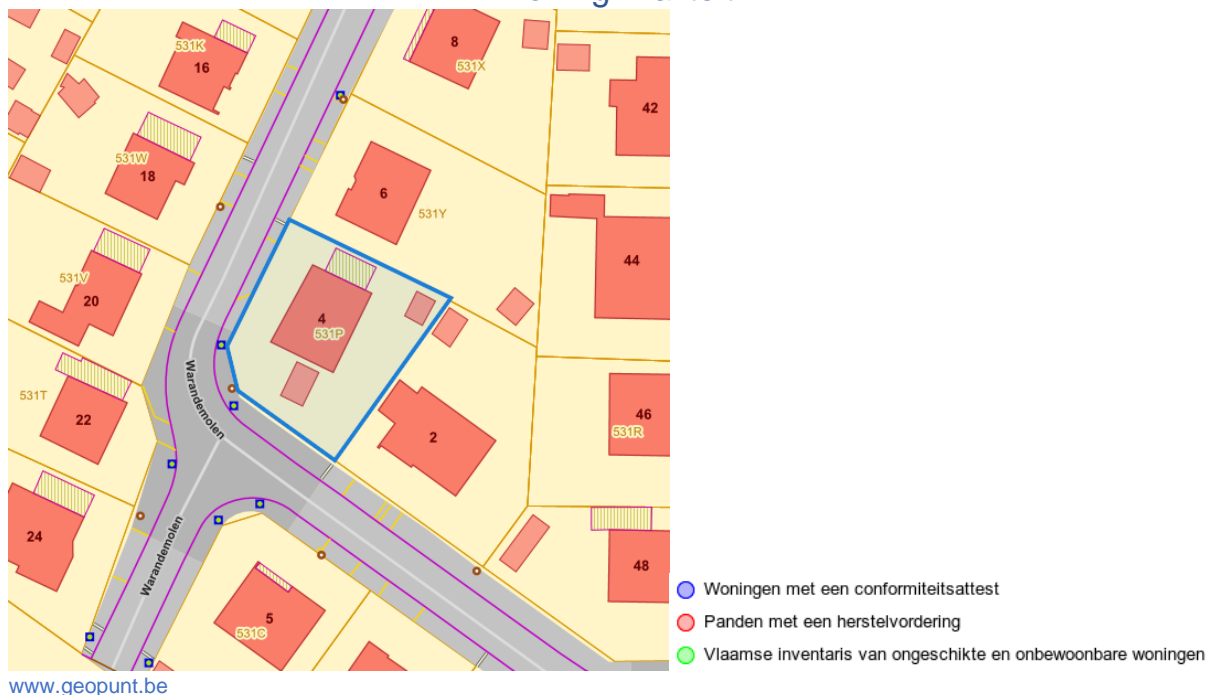 8
531K
16
531X
42
531W
18
6
531Y
44
531V
20
4
531P
Warandemolen
531T
22
46
531R
2
24
48
Warandemolen
5
531C
Woningen met een conformiteitsattest
Panden met een herstelvordering
Vlaamse inventaris van ongeschikte en onbewoonbare woningen
www.geopunt.be